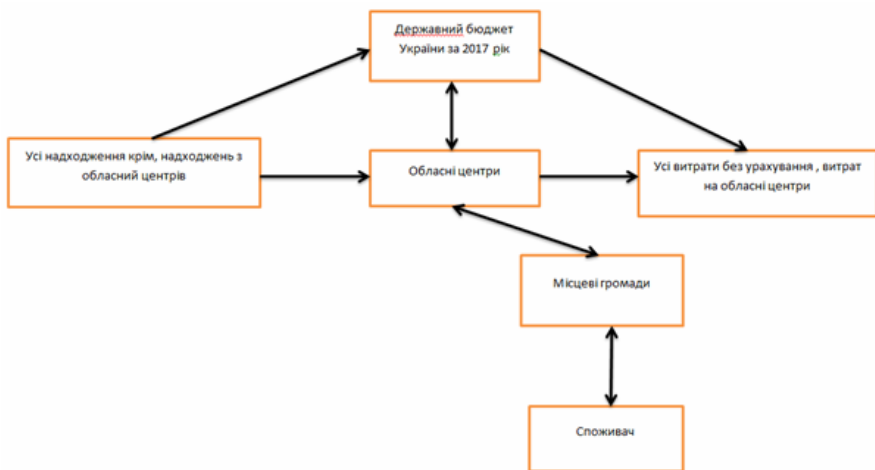 Державний бюджет
України за 2017 рік
Усі надходження крім, надходжень з
обласний центрів
Обласні центри
Усі витрати без урахування , витрат
на обласні центри
Місцеві громади
Споживач